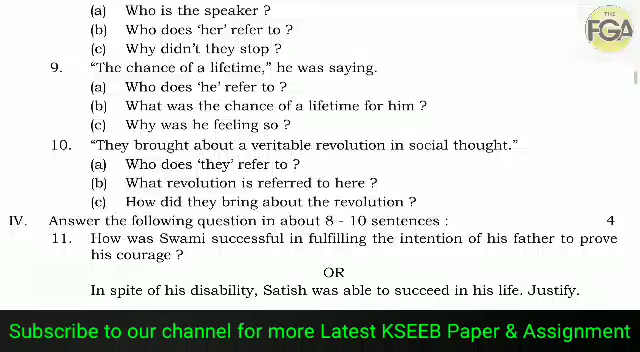 (a) Who is the speaker ?
(b) Who does 'her' refer to ?
(c) Why didn't they stop ?
9. "The chance of a lifetime," he was saying.
(a) Who does 'he' refer to ?
(b) What was the chance of a lifetime for him ?
(c) Why was he feeling so ?
10. "They brought about a veritable revolution in social thought."
(a) Who does 'they' refer to ?
(b) What revolution is referred to here ?
(c) How did they bring about the revolution ?
IV. Answer the following question in about 8 - 10 sentences : 4
11. How was Swami successful in fulfilling the intention of his father to prove
his courage ?
OR
In spite of his disability, Satish was able to succeed in his life. Justify.
THE
FGA
Subscribe to our channel for more Latest KSEEB Paper & Assignment